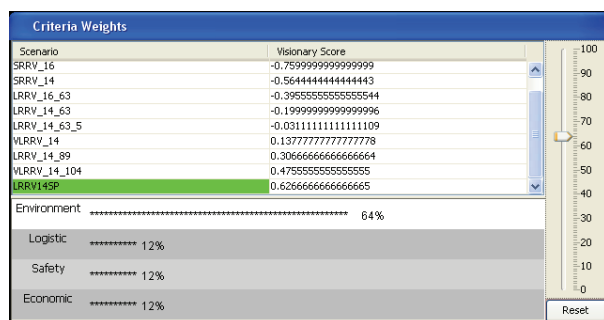 Criteria Weights
Scenario Visionary Score
SRRV_16 -0.7599999999999999
SRRV_14 -0.5644444444444443
LRRV_16_63 -0.39555555555555544
LRRV_14_63 -0.19999999999999996
LRRV_14_63_5 -0.03111111111111109
VLRRV_14 0.13777777777777778
LRRV_14_89 0.30666666666666664
VLRRV_14_104 0.4755555555555555
LRRV14SP 0.6266666666666665
Environment ******************************************************* 64%
Logistic ********** 12%
Safety ********** 12%
Economic ********** 12%
100
90
80
70
60
50
40
30
20
10
0
Reset